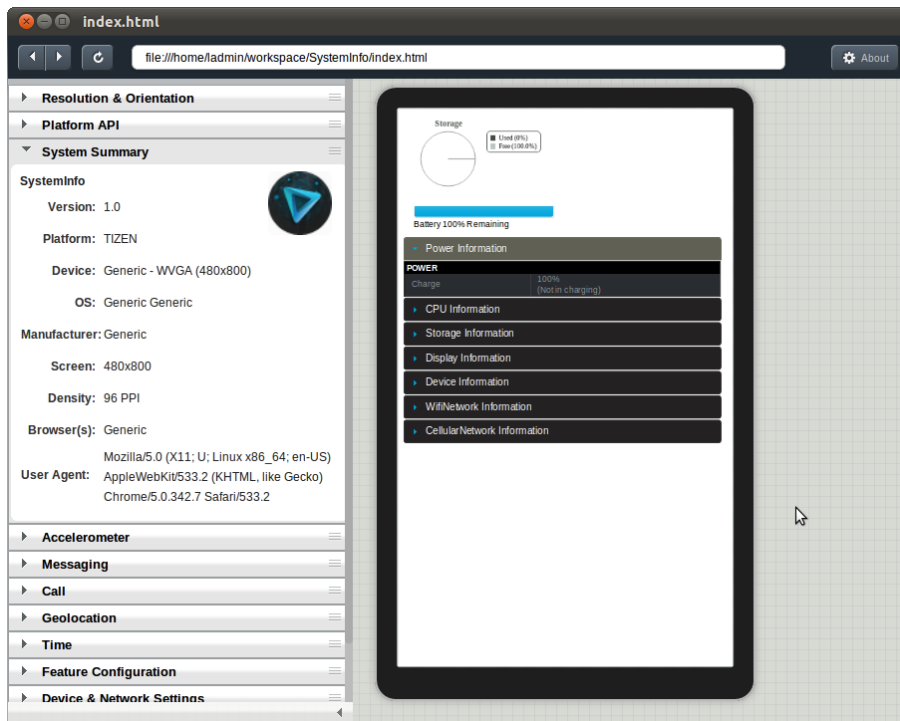 index.html
file:///home/ladmin/workspace/SystemInfo/index.html
About
Resolution & Orientation
Platform API
System Summary
SystemInfo
Version: 1.0
Platform: TIZEN
Device: Generic - WVGA (480x800)
OS: Generic Generic
Manufacturer: Generic
Screen: 480x800
Density: 96 PPI
Browser(s): Generic
User Agent: Mozilla/5.0 (X11; U; Linux x86_64; en-US)
AppleWebKit/533.2 (KHTML, like Gecko)
Chrome/5.0.342.7 Safari/533.2
Accelerometer
Messaging
Call
Geolocation
Time
Feature Configuration
Device & Network Settings
Storage
Used (0%)
Free (100.0%)
Battery 100% Remaining
Power Information
POWER
Charge 100%
(Not in charging)
CPU Information
Storage Information
Display Information
Device Information
WifiNetwork Information
CellularNetwork Information